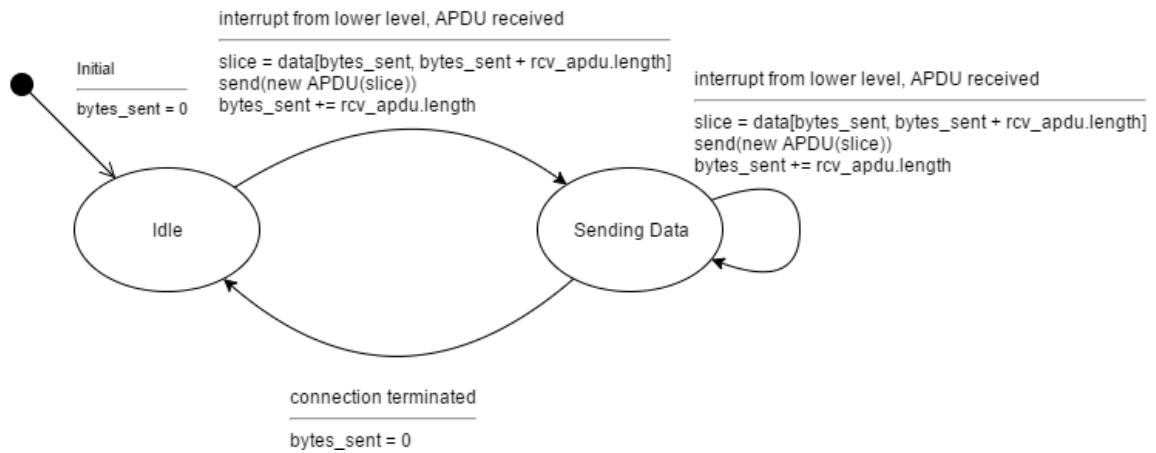 interrupt from lower level, APDU received
slice = data[bytes_sent, bytes_sent + rcv_apdu.length]
send(new APDU(slice))
bytes_sent += rcv_apdu.length
Initial
bytes_sent = 0
interrupt from lower level, APDU received
slice = data[bytes_sent, bytes_sent + rcv_apdu.length]
send(new APDU(slice))
bytes_sent += rcv_apdu.length
Idle
Sending Data
connection terminated
bytes_sent = 0